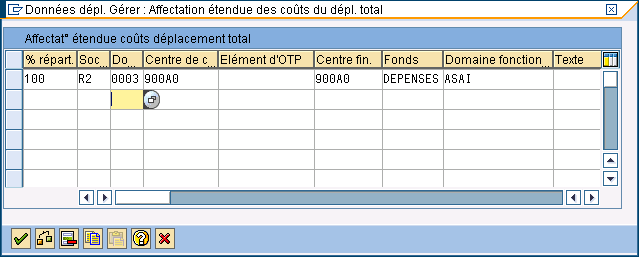 Données dépl. Gérer : Affectation étendue des coûts du dépl. total
Affectat° étendue coûts déplacement total
% répart. Soc... Do... Centre de c... Elément d'OTP Centre fin. Fonds Domaine fonction... Texte
100 R2 0003 900A0 900A0 DEPENSES ASAI